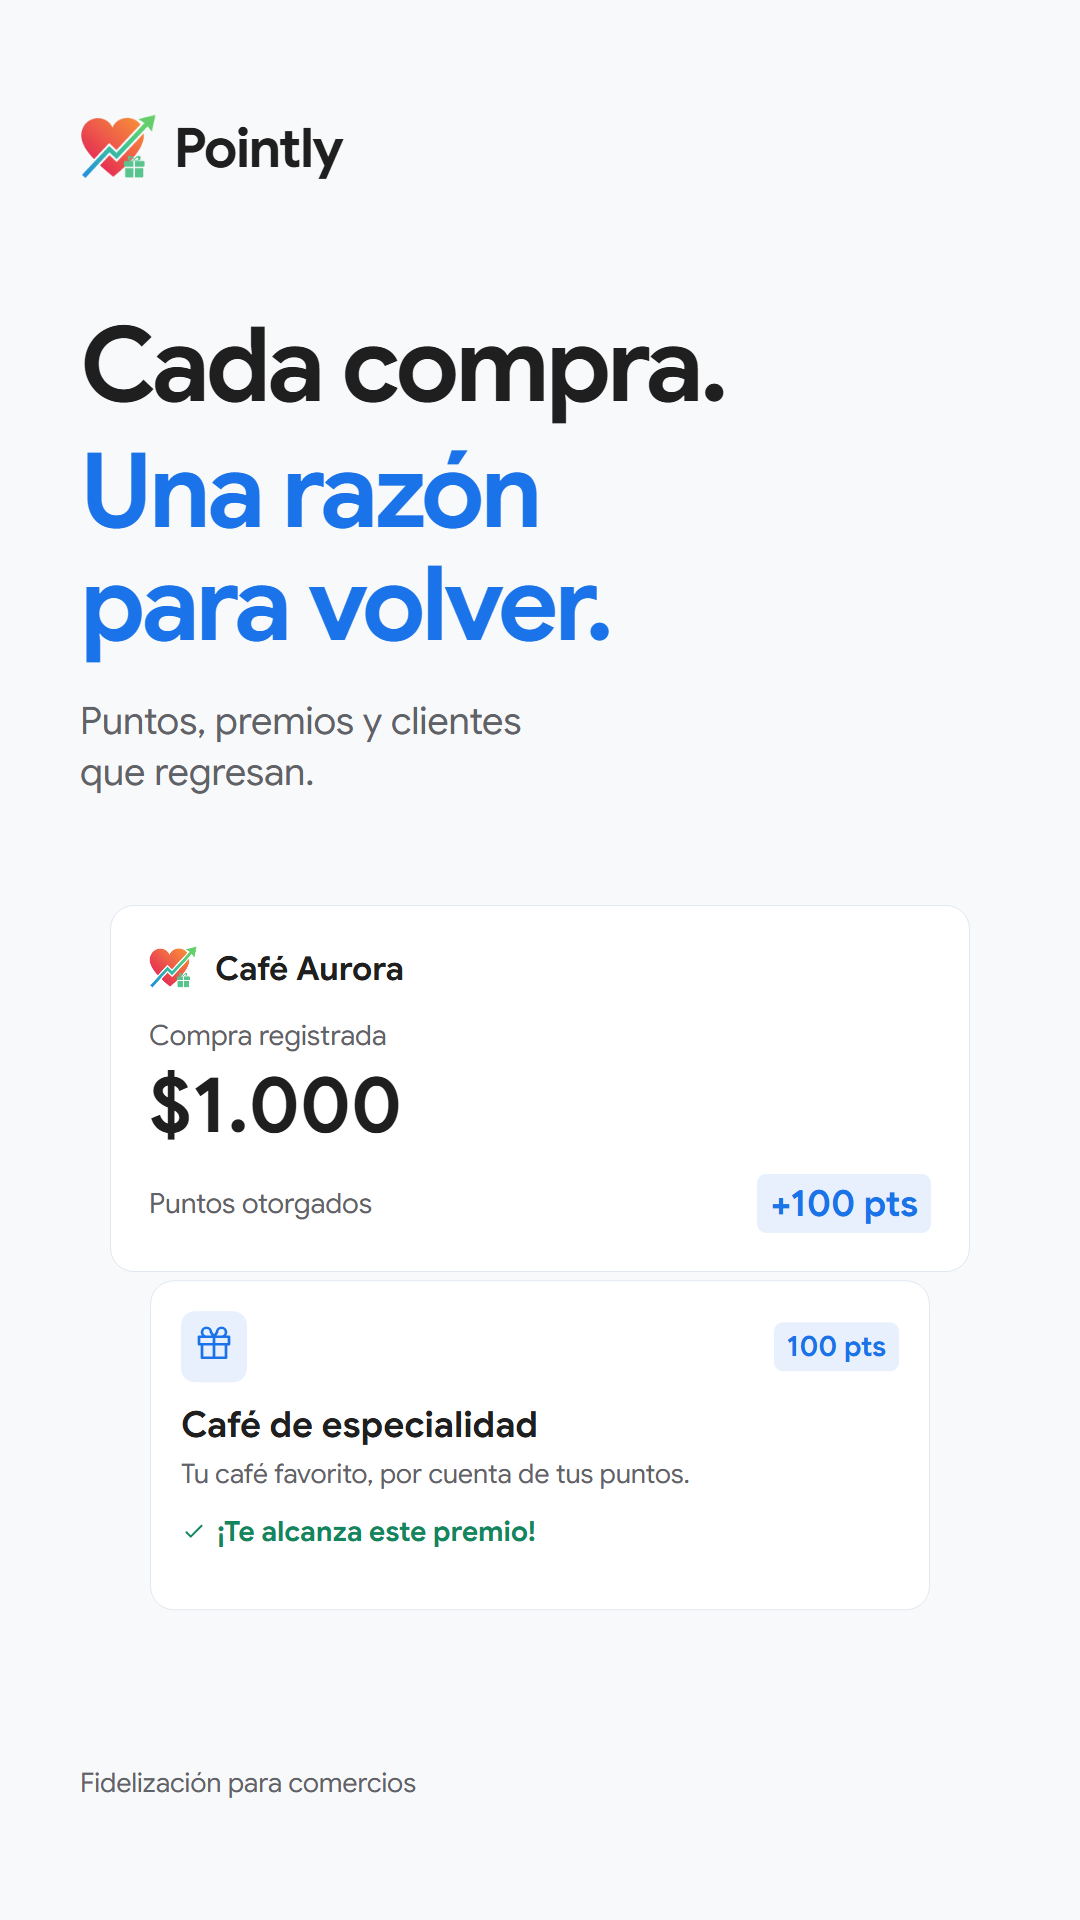 Pointly
Cada compra.
Una razón
para volver.
Puntos, premios y clientes
que regresan.
Café Aurora
Compra registrada
$1.000
Puntos otorgados
+100 pts
100 pts
Café de especialidad
Tu café favorito, por cuenta de tus puntos.
¡Te alcanza este premio!
Fidelización para comercios